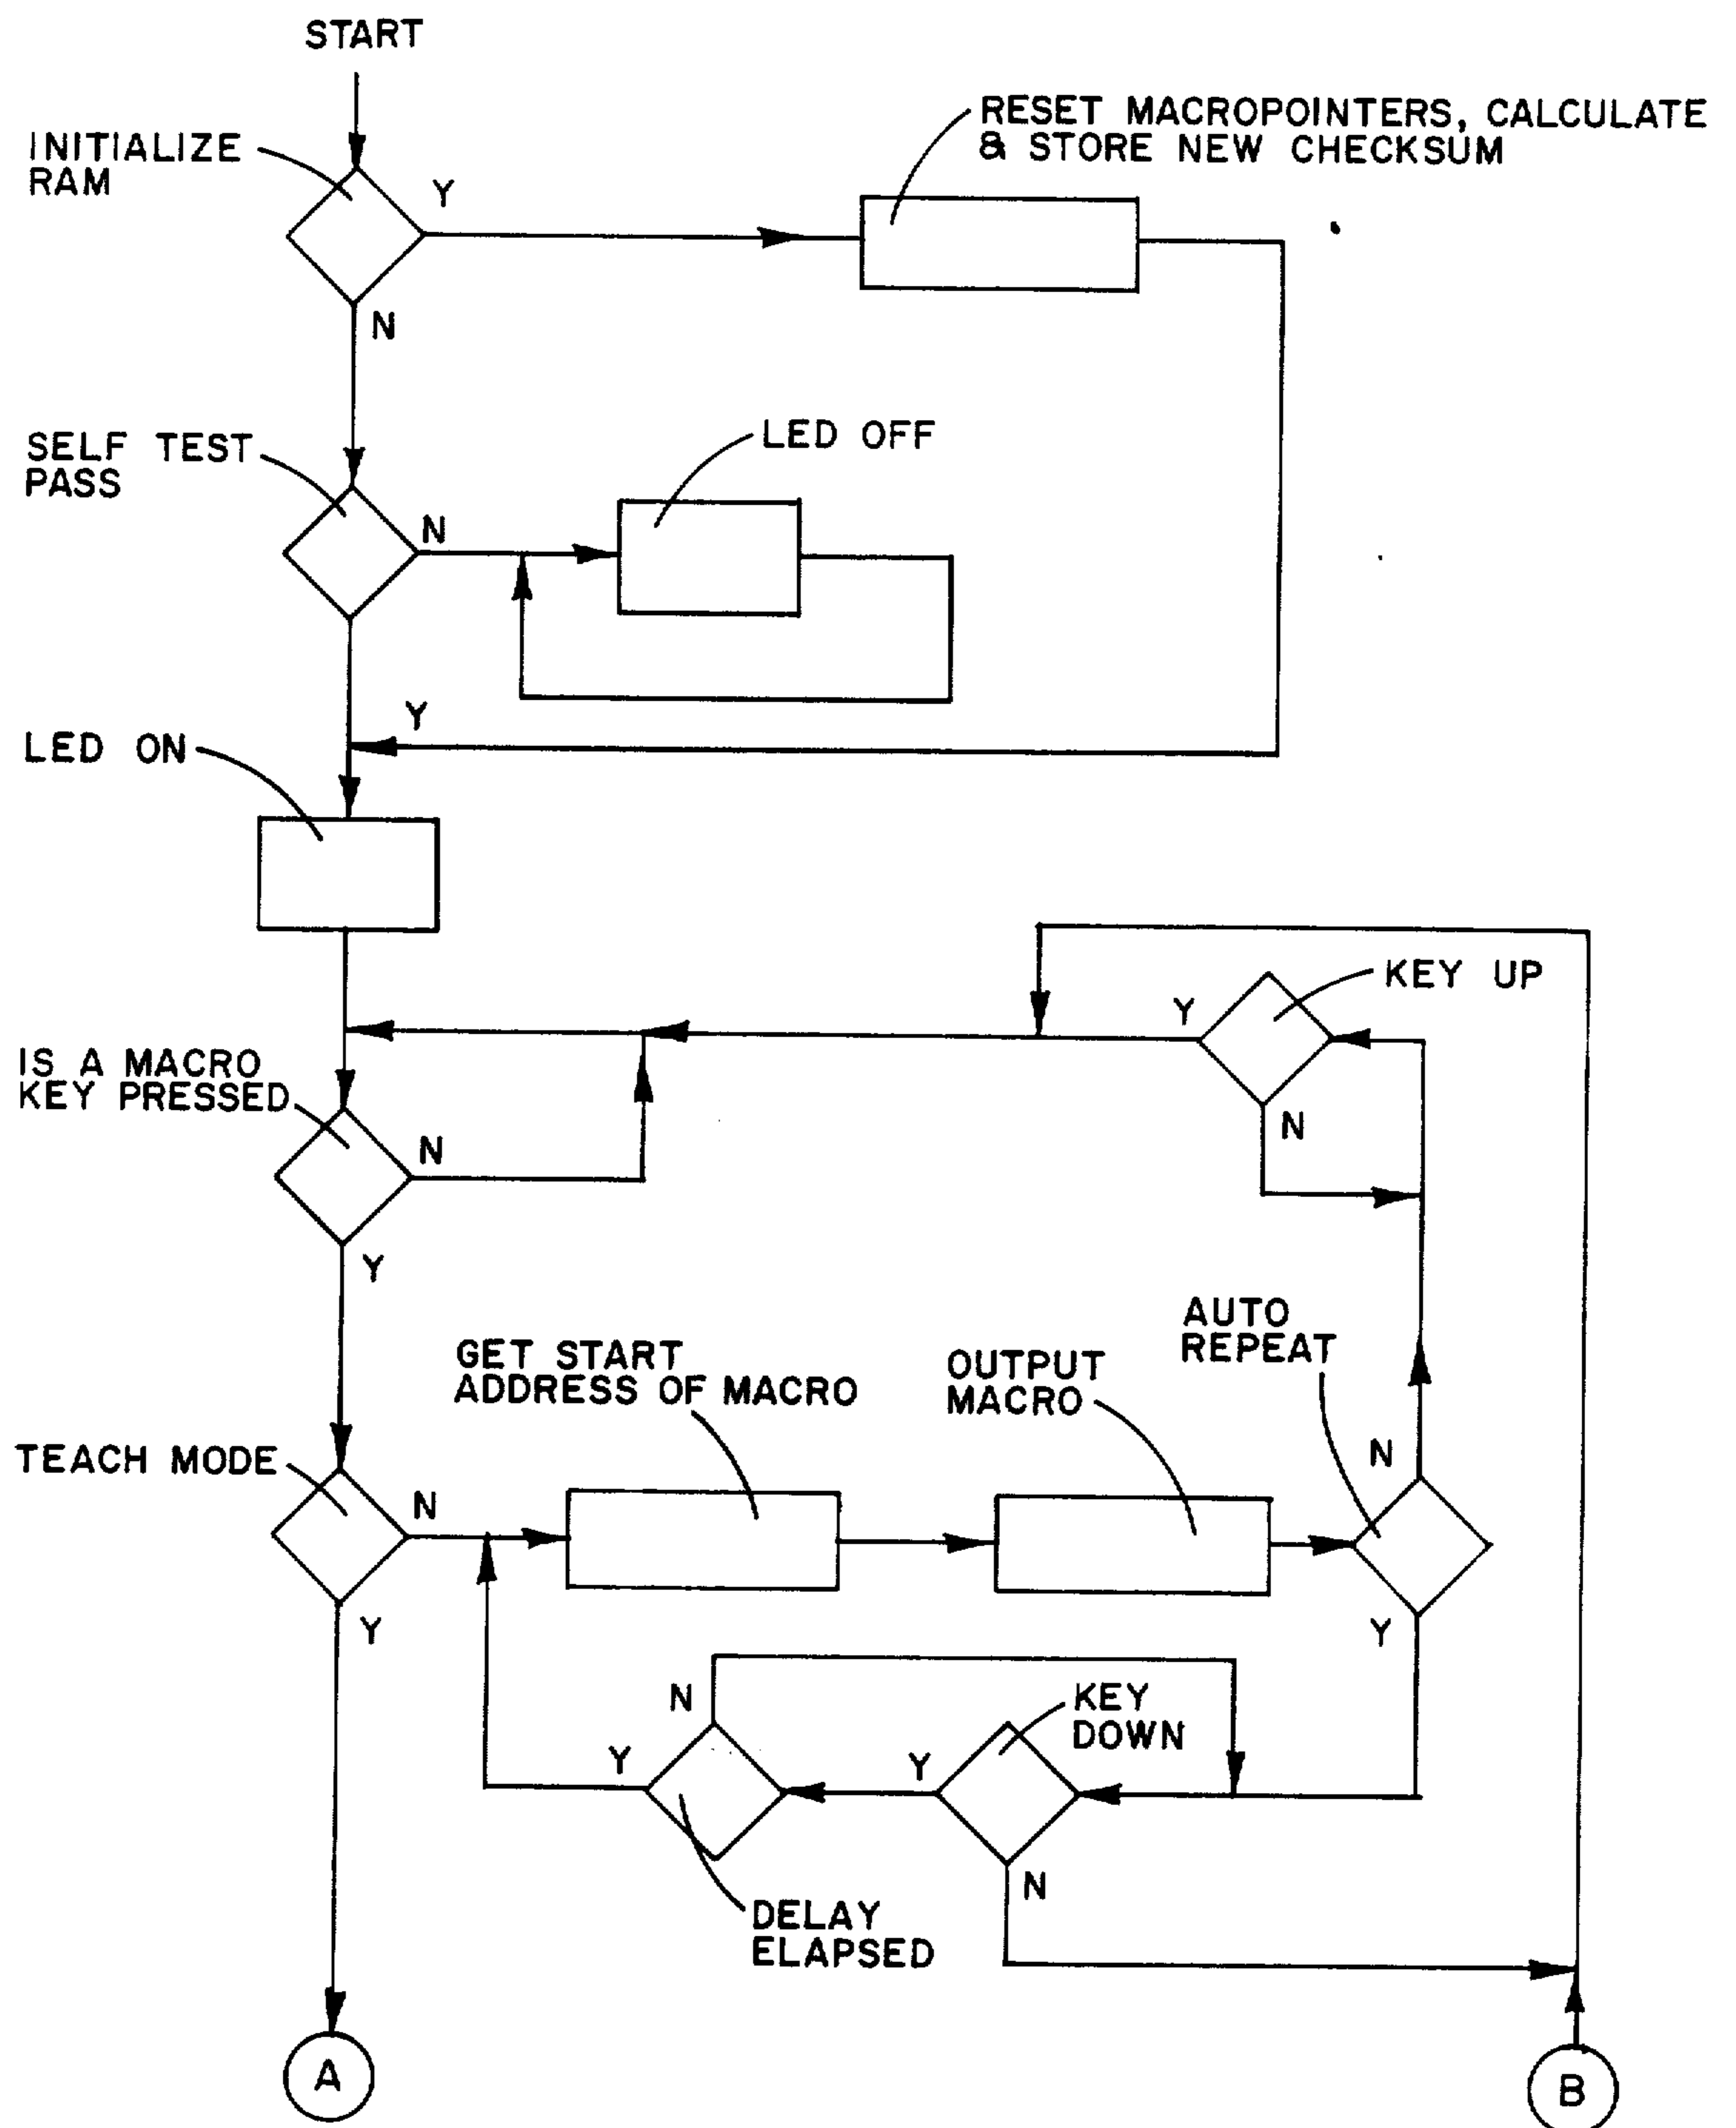 START
INITIALIZE
RAM
Y
RESET MACROPOINTERS, CALCULATE
& STORE NEW CHECKSUM
N
SELF TEST
PASS
N
LED OFF
Y
LED ON
KEY UP
Y
N
IS A MACRO
KEY PRESSED
N
Y
GET START
ADDRESS OF MACRO
OUTPUT
MACRO
AUTO
REPEAT
TEACH MODE
N
N
Y
Y
N
KEY
DOWN
Y
Y
N
DELAY
ELAPSED
A
B